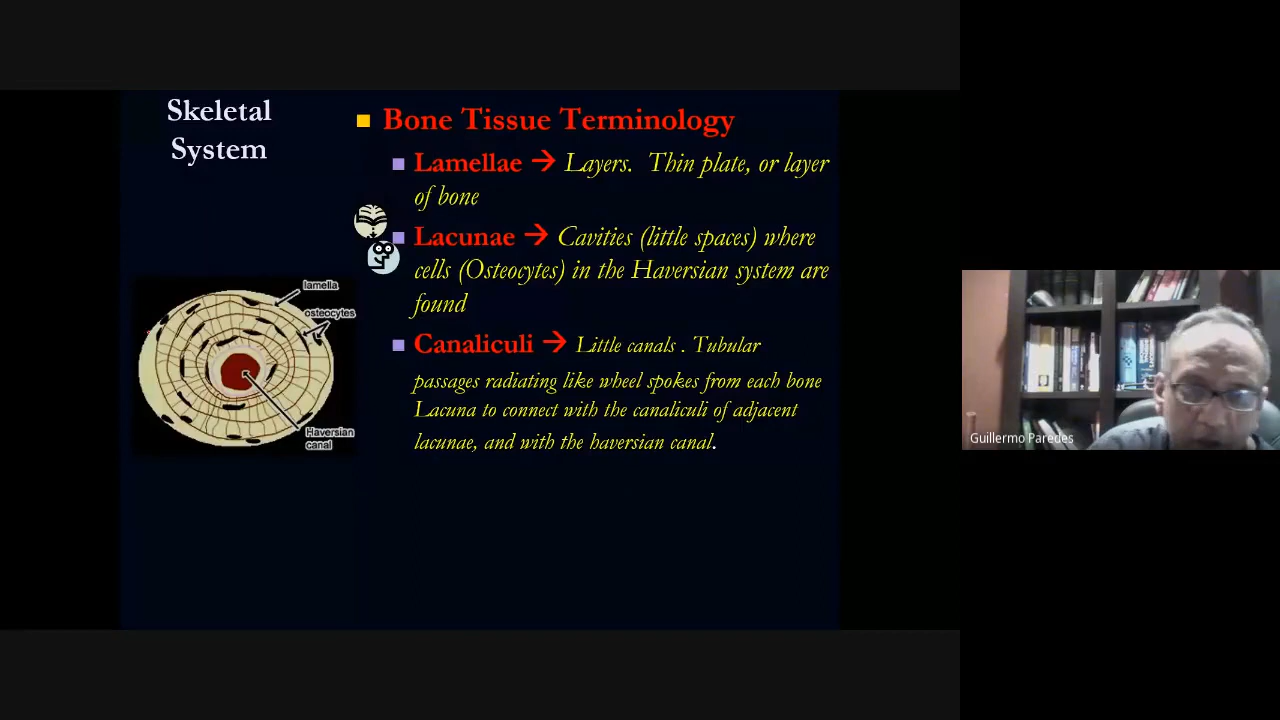 Skeletal
System
Bone Tissue Terminology
Lamellae → Layers. Thin plate, or layer
of bone
Lacunae → Cavities (little spaces) where
cells (Osteocytes) in the Haversian system are
found
Canaliculi → Little canals . Tubular
passages radiating like wheel spokes from each bone
Lacuna to connect with the canaliculi of adjacent
lacunae, and with the haversian canal.
lamella
osteocytes
Haversian
canal
Guillermo Paredes